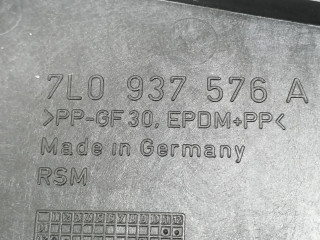 7L0 937 576 A
>PP-GF30, EPDM+PP<
Made in Germany
RSM